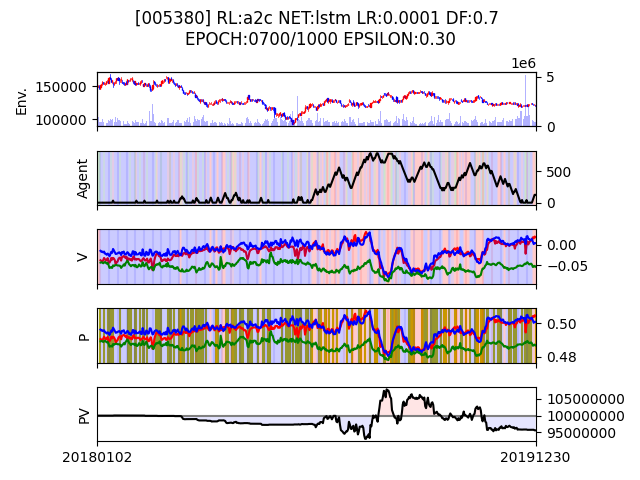 [005380] RL:a2c NET:lstm LR:0.0001 DF:0.7
EPOCH:0700/1000 EPSILON:0.30
1e6
Env.
150000
100000
5
0
Agent
500
0
V
0.00
−0.05
P
0.50
0.48
PV
105000000
100000000
95000000
20180102
20191230